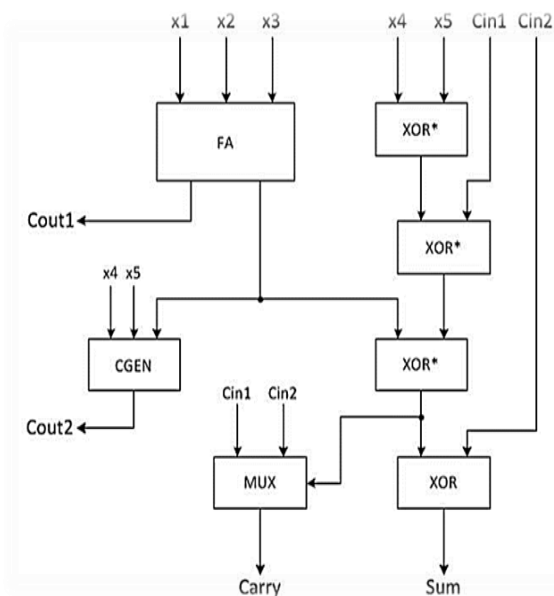 x1 x2 x3 x4 x5 Cin1 Cin2
FA XOR*
Cout1
XOR*
x4 x5
CGEN XOR*
Cout2
Cin1 Cin2
MUX XOR
Carry Sum